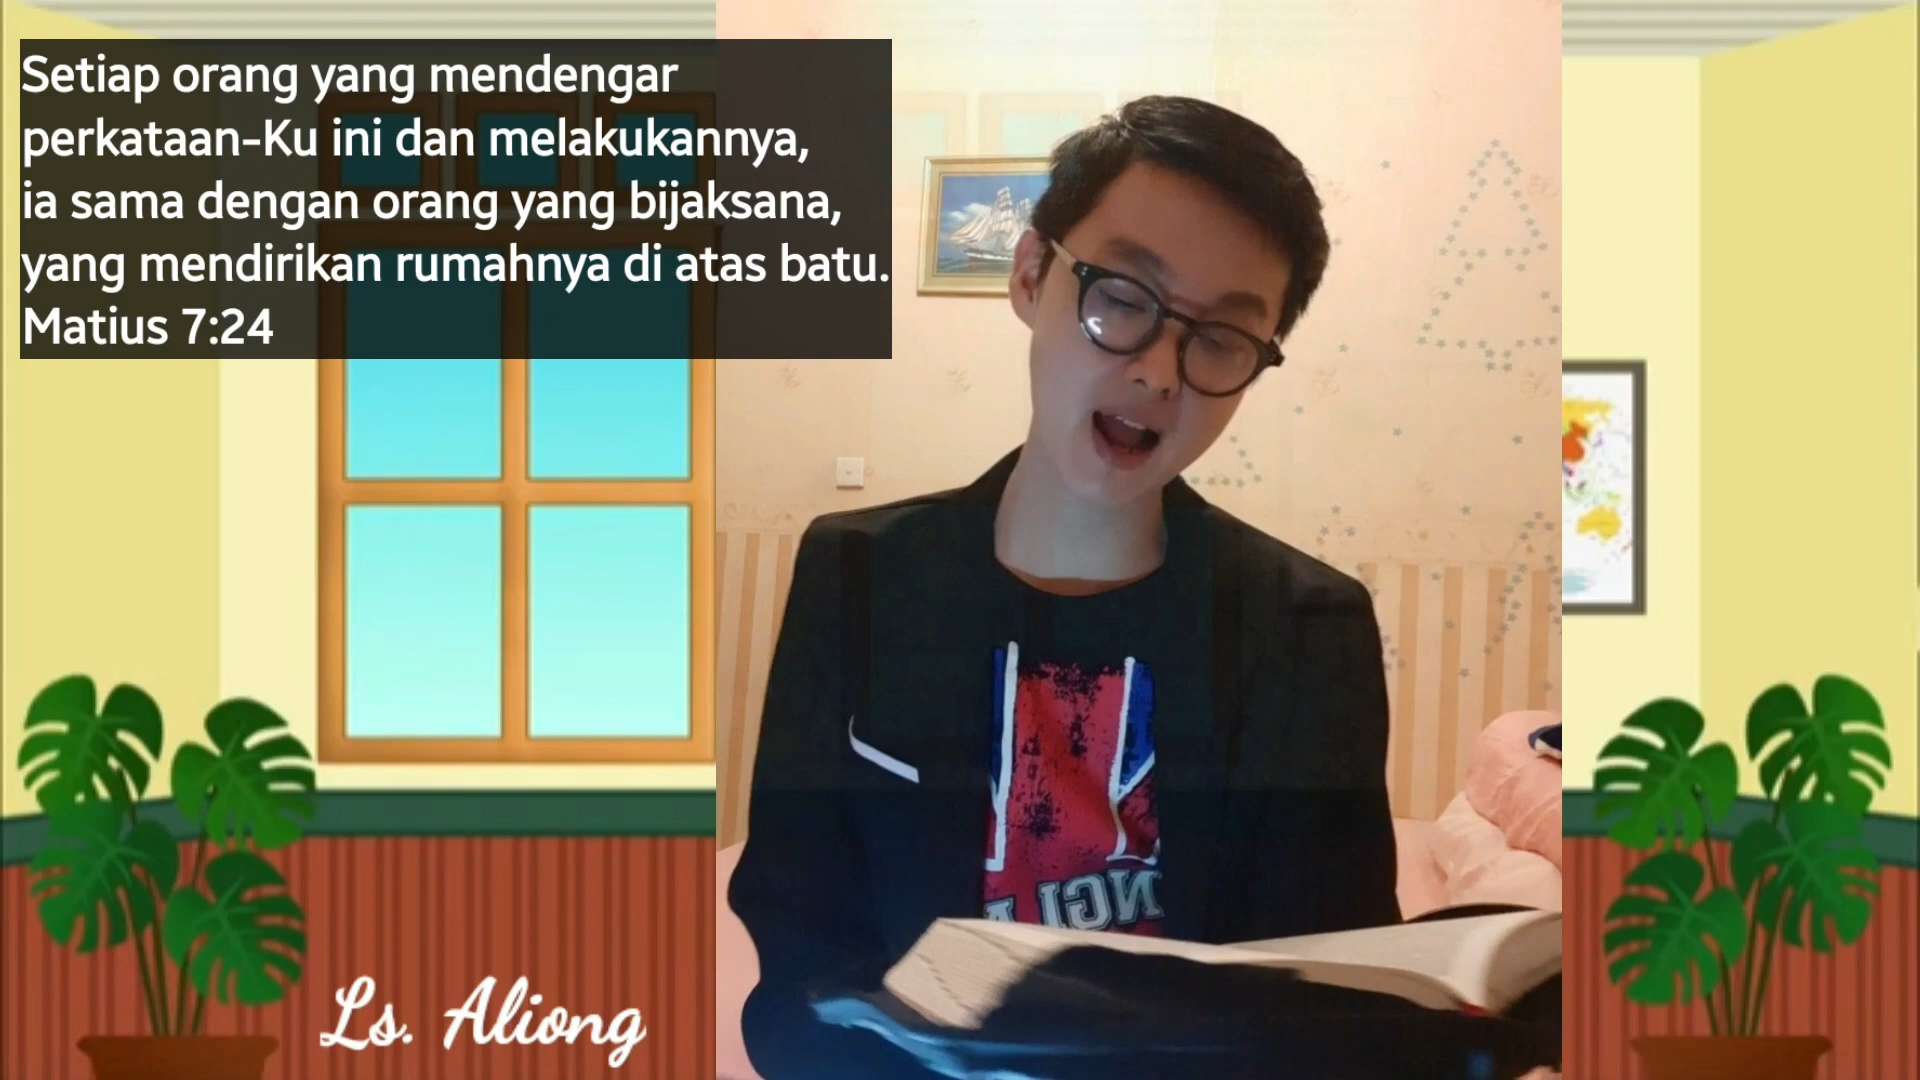 Setiap orang yang mendengar
perkataan-Ku ini dan melakukannya,
ia sama dengan orang yang bijaksana,
yang mendirikan rumahnya di atas batu.
Matius 7:24
Ls. Aliong